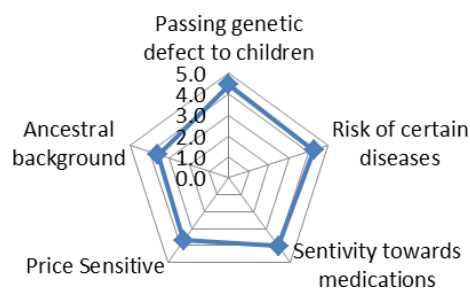 Passing genetic
defect to children
5.0
4.0
3.0
2.0
1.0
0.0
Risk of certain
diseases
Sentivity towards
medications
Price Sensitive
Ancestral
background